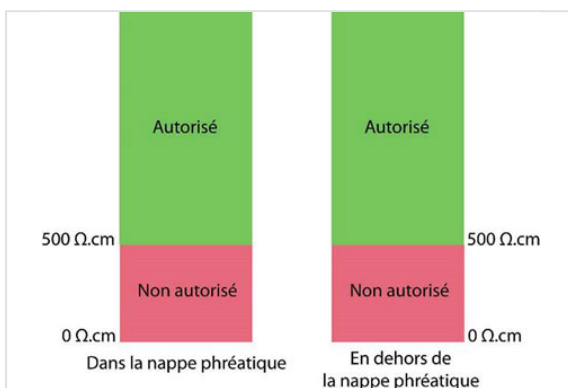 Autorisé
Autorisé
500 Ω.cm
500 Ω.cm
Non autorisé
Non autorisé
0 Ω.cm
0 Ω.cm
Dans la nappe phréatique
En dehors de
la nappe phréatique